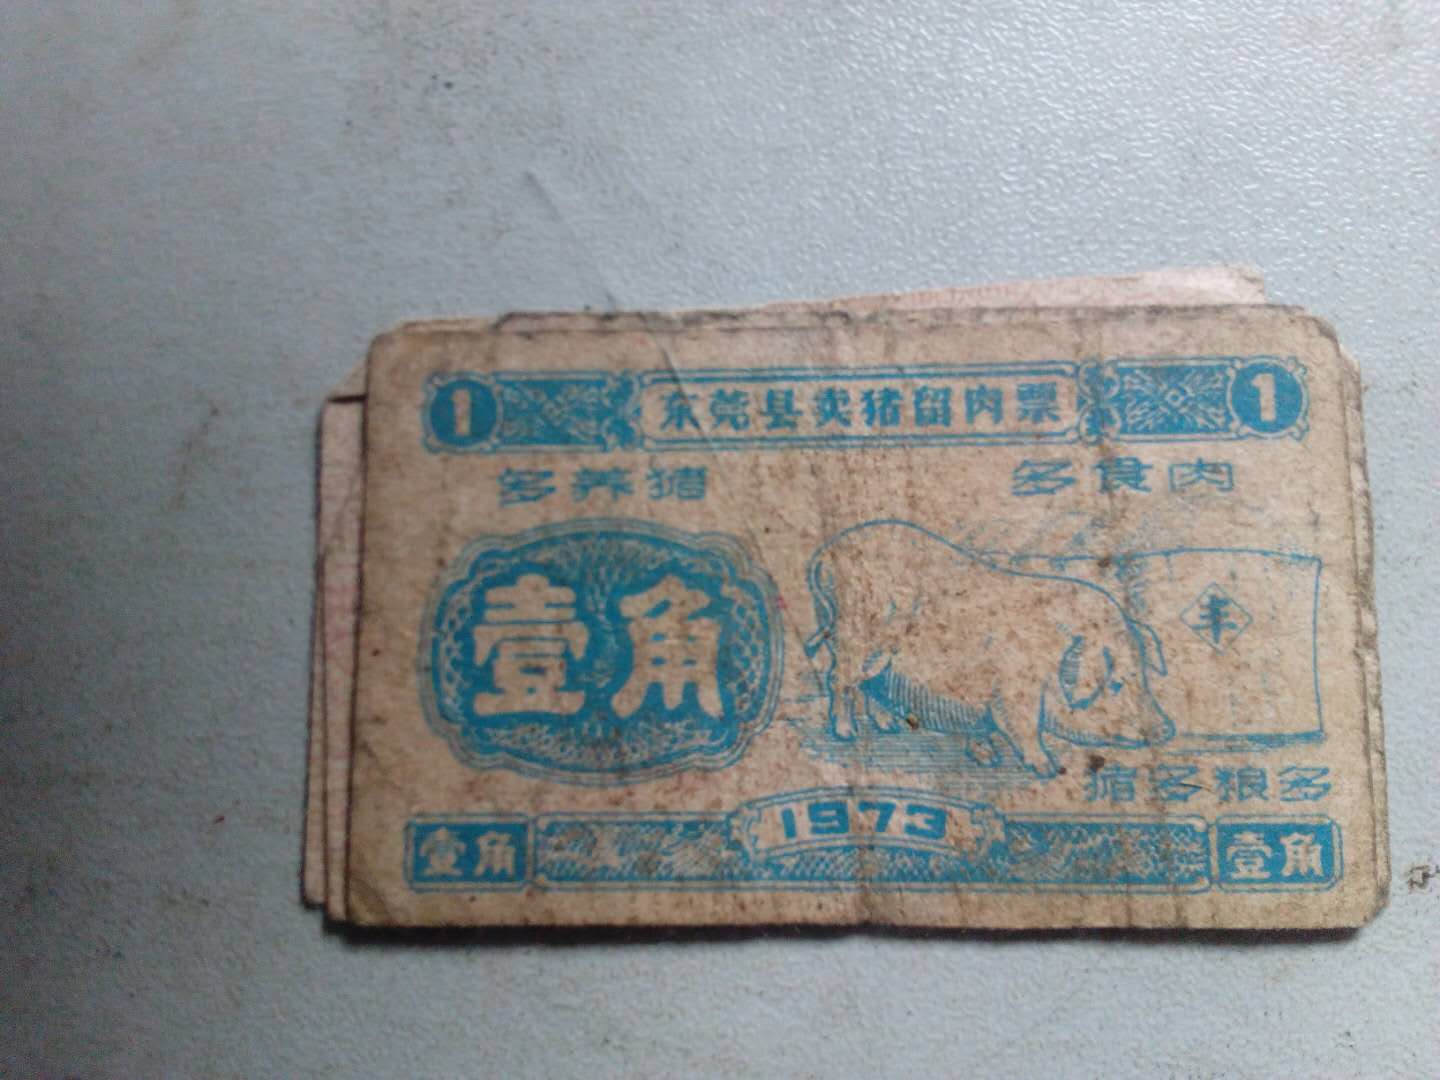 1 东莞县卖猪留肉票 1
多养猪 多食肉
壹角
丰
猪多粮多
1973
壹角 壹角